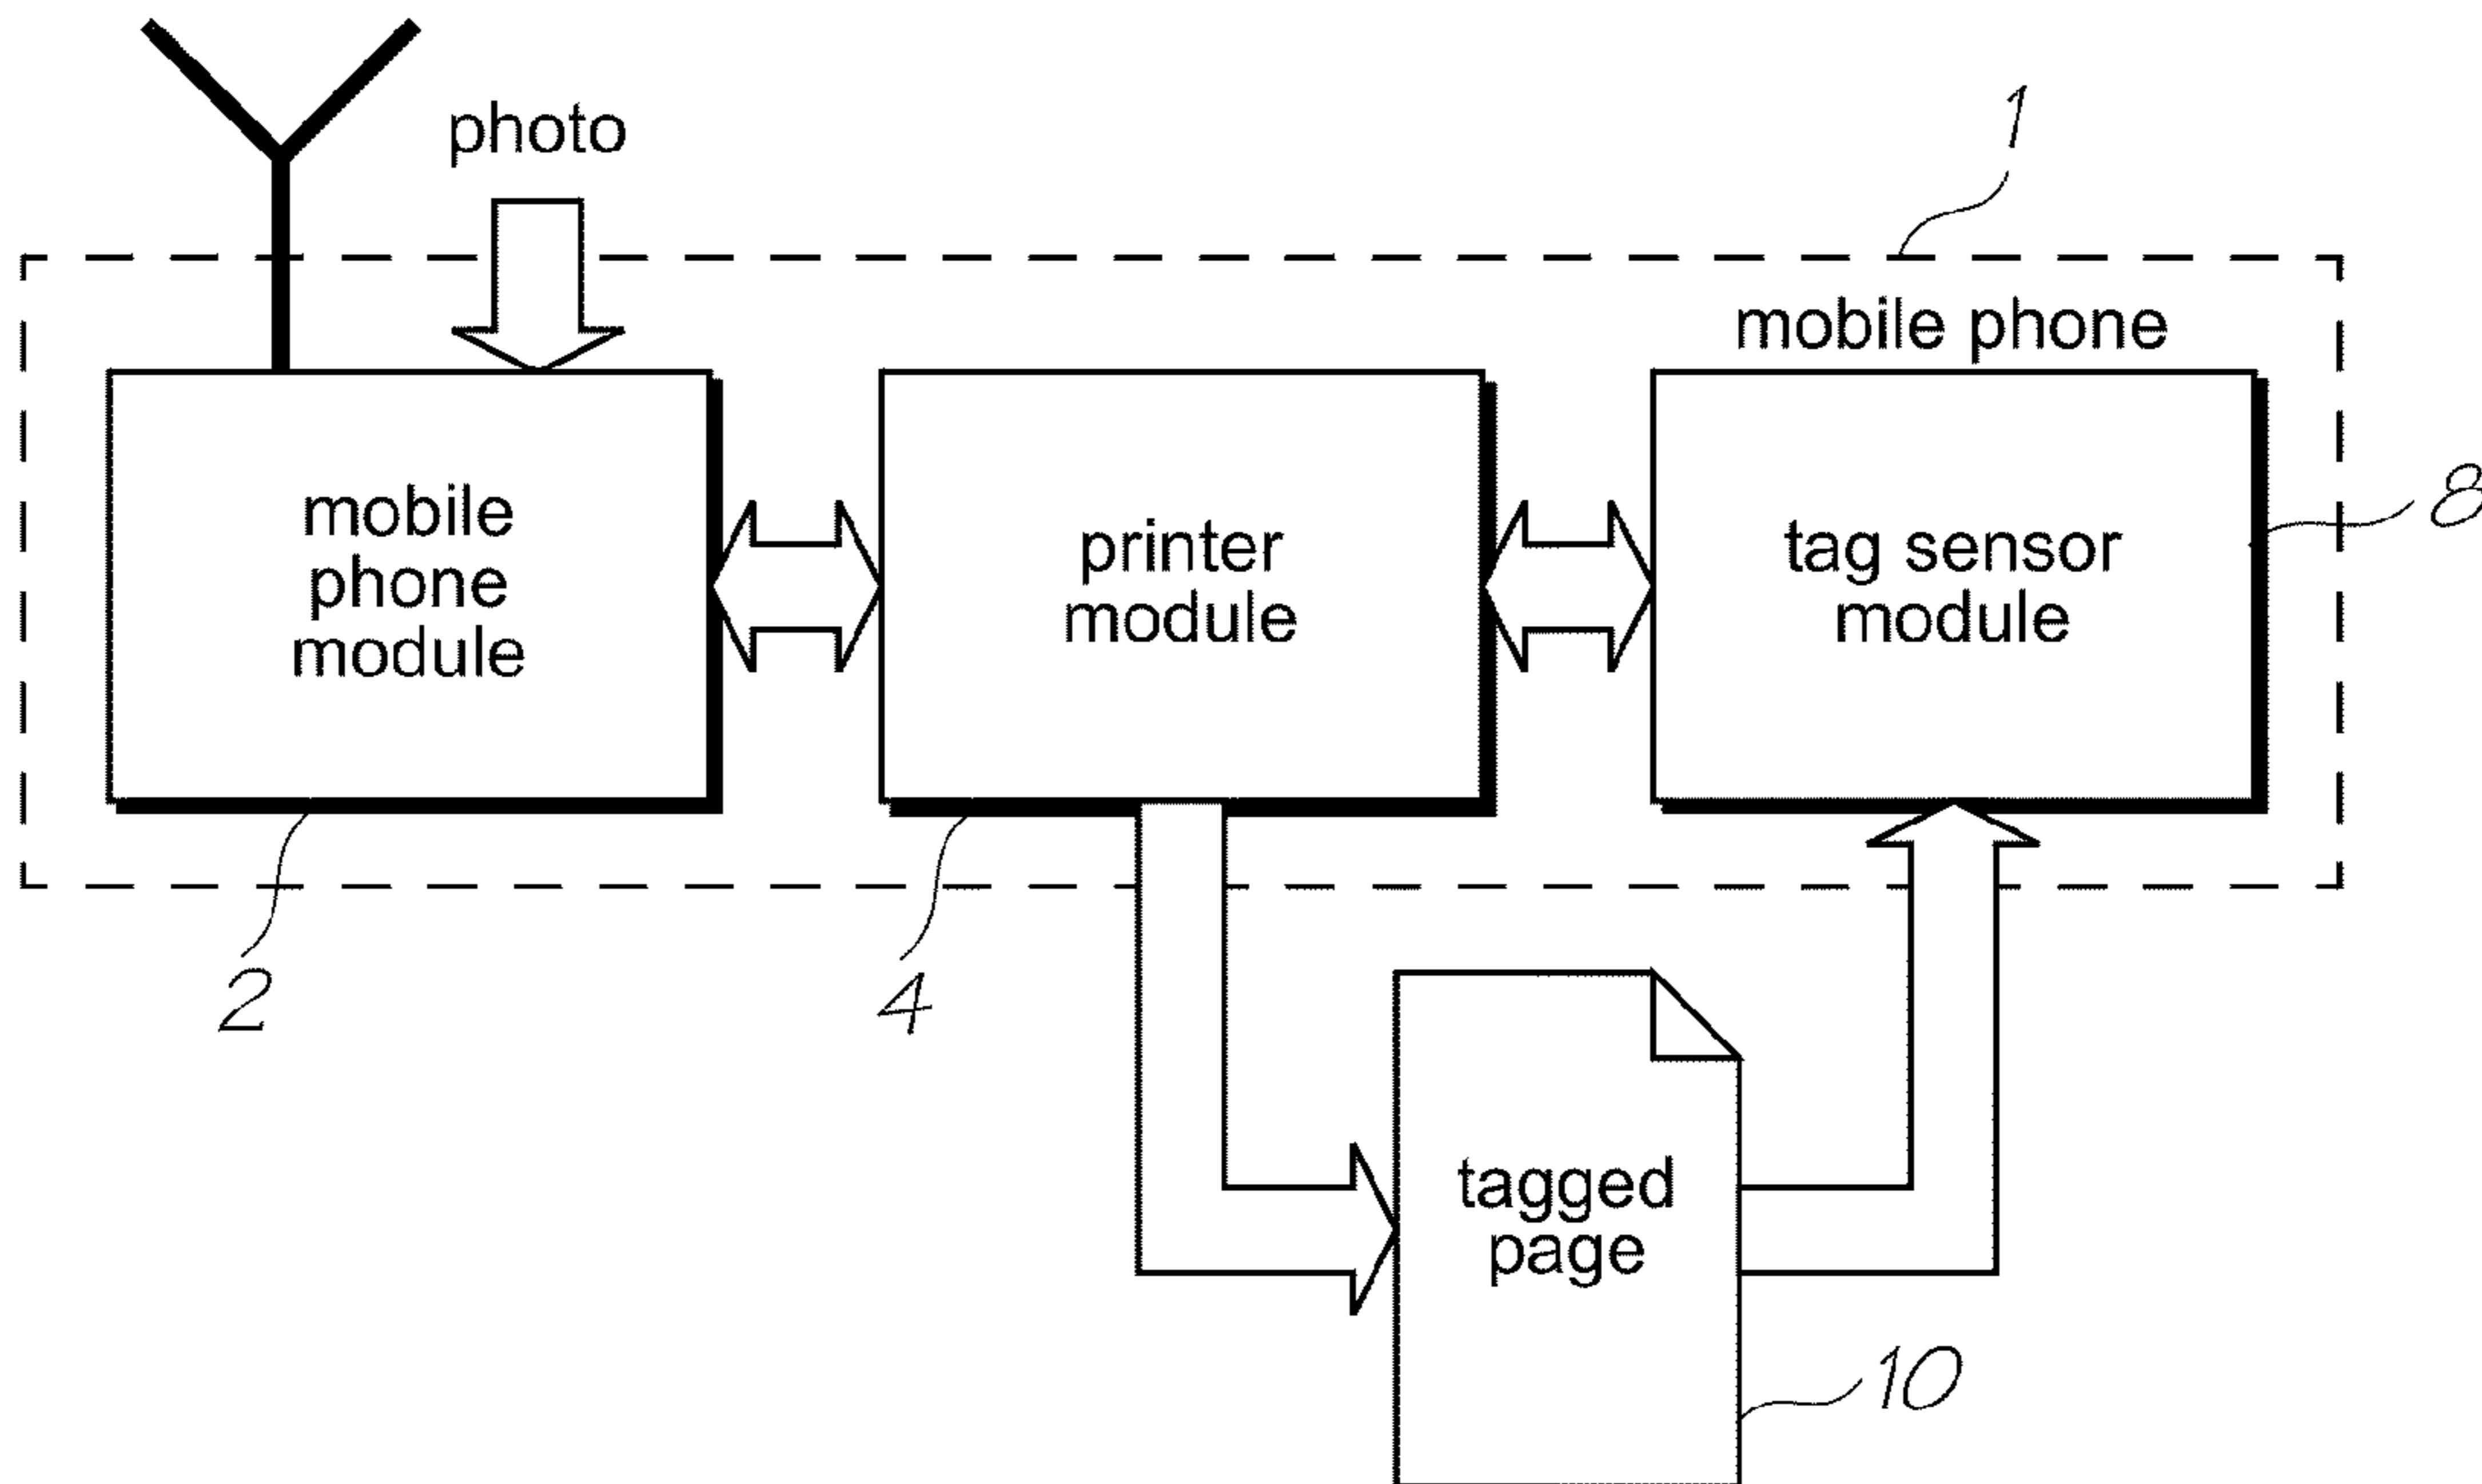 photo
1
mobile phone
mobile
phone
module
printer
module
tag sensor
module
8
2
4
tagged
page
10